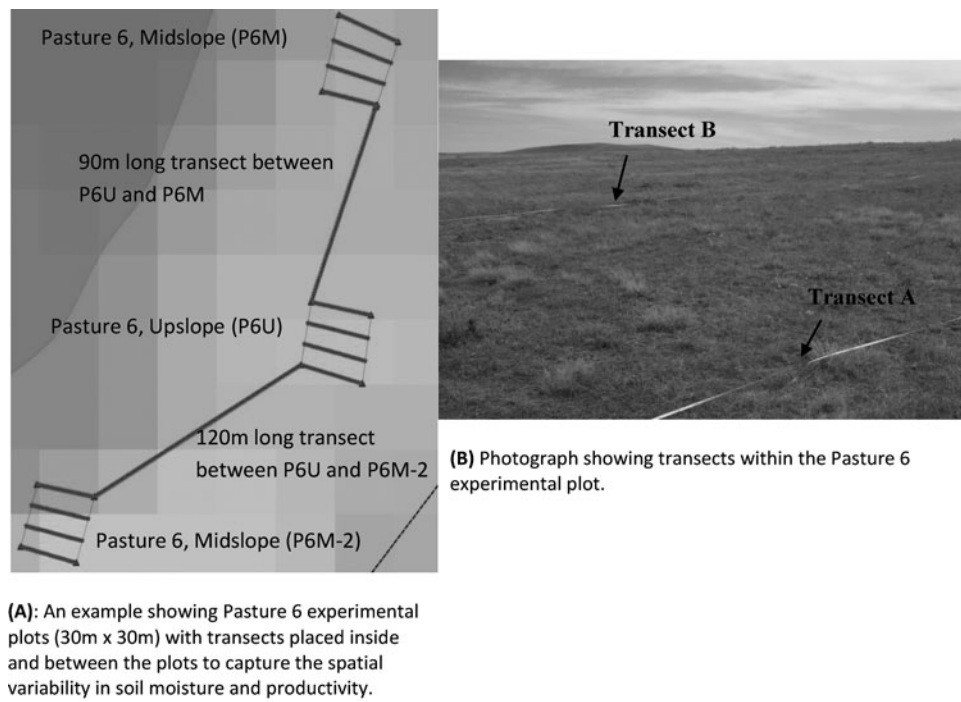 Pasture 6, Midslope (P6M)
90m long transect between
P6U and P6M
Pasture 6, Upslope (P6U)
120m long transect
between P6U and P6M-2
Pasture 6, Midslope (P6M-2)
(A): An example showing Pasture 6 experimental
plots (30m x 30m) with transects placed inside
and between the plots to capture the spatial
variability in soil moisture and productivity.
Transect B
Transect A
(B) Photograph showing transects within the Pasture 6
experimental plot.